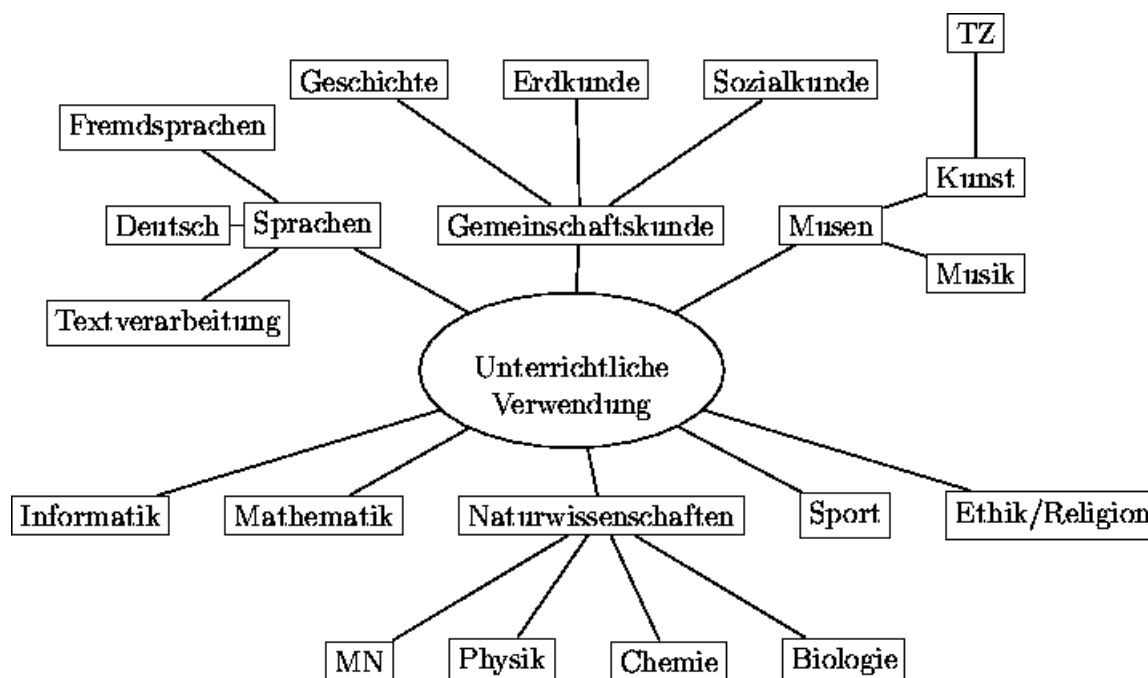 TZ
Geschichte
Erdkunde
Sozialkunde
Fremdsprachen
Kunst
Deutsch
Sprachen
Gemeinschaftskunde
Musen
Musik
Textverarbeitung
Unterrichtliche
Verwendung
Informatik
Mathematik
Naturwissenschaften
Sport
Ethik/Religion
MN
Physik
Chemie
Biologie